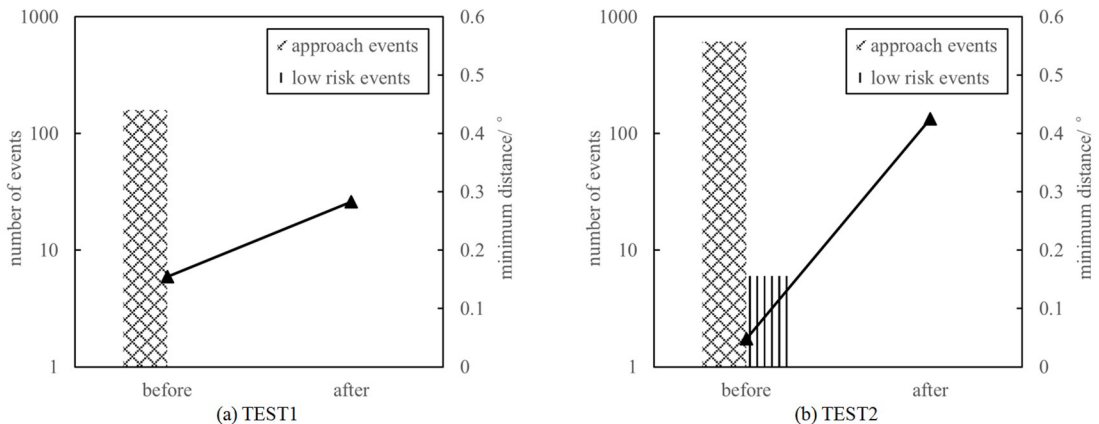 1000
100
10
1
number of events
approach events
low risk events
0.6
0.5
0.4
0.3
0.2
0.1
0
minimum distance/ °
before after
(a) TEST1
1000
100
10
1
number of events
approach events
low risk events
0.6
0.5
0.4
0.3
0.2
0.1
0
minimum distance/ °
before after
(b) TEST2